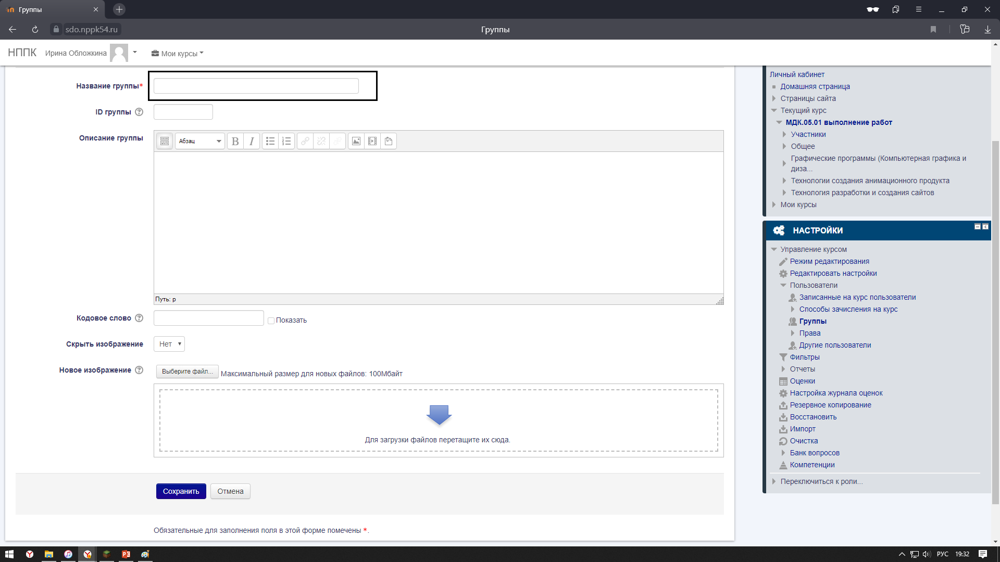 Группы
sdo.nppk54.ru
Группы
НППК
Ирина Обложкина
Мои курсы
Название группы*
ID группы
Описание группы
Абзац
B I
Путь: p
Кодовое слово
Показать
Скрыть изображение
Нет
Новое изображение
Выберите файл...
Максимальный размер для новых файлов: 100Мбайт
Для загрузки файлов перетащите их сюда.
Сохранить
Отмена
Обязательные для заполнения поля в этой форме помечены *.
Личный кабинет
Домашняя страница
Страницы сайта
Текущий курс
МДК.05.01 выполнение работ
Участники
Общее
Графические программы (Компьютерная графика и
диза...
Технологии создания анимационного продукта
Технология разработки и создания сайтов
Мои курсы
НАСТРОЙКИ
Управление курсом
Режим редактирования
Редактировать настройки
Пользователи
Записанные на курс пользователи
Способы зачисления на курс
Группы
Права
Другие пользователи
Фильтры
Отчеты
Оценки
Настройка журнала оценок
Резервное копирование
Восстановить
Импорт
Очистка
Банк вопросов
Компетенции
Переключиться к роли...
РУС
19:32